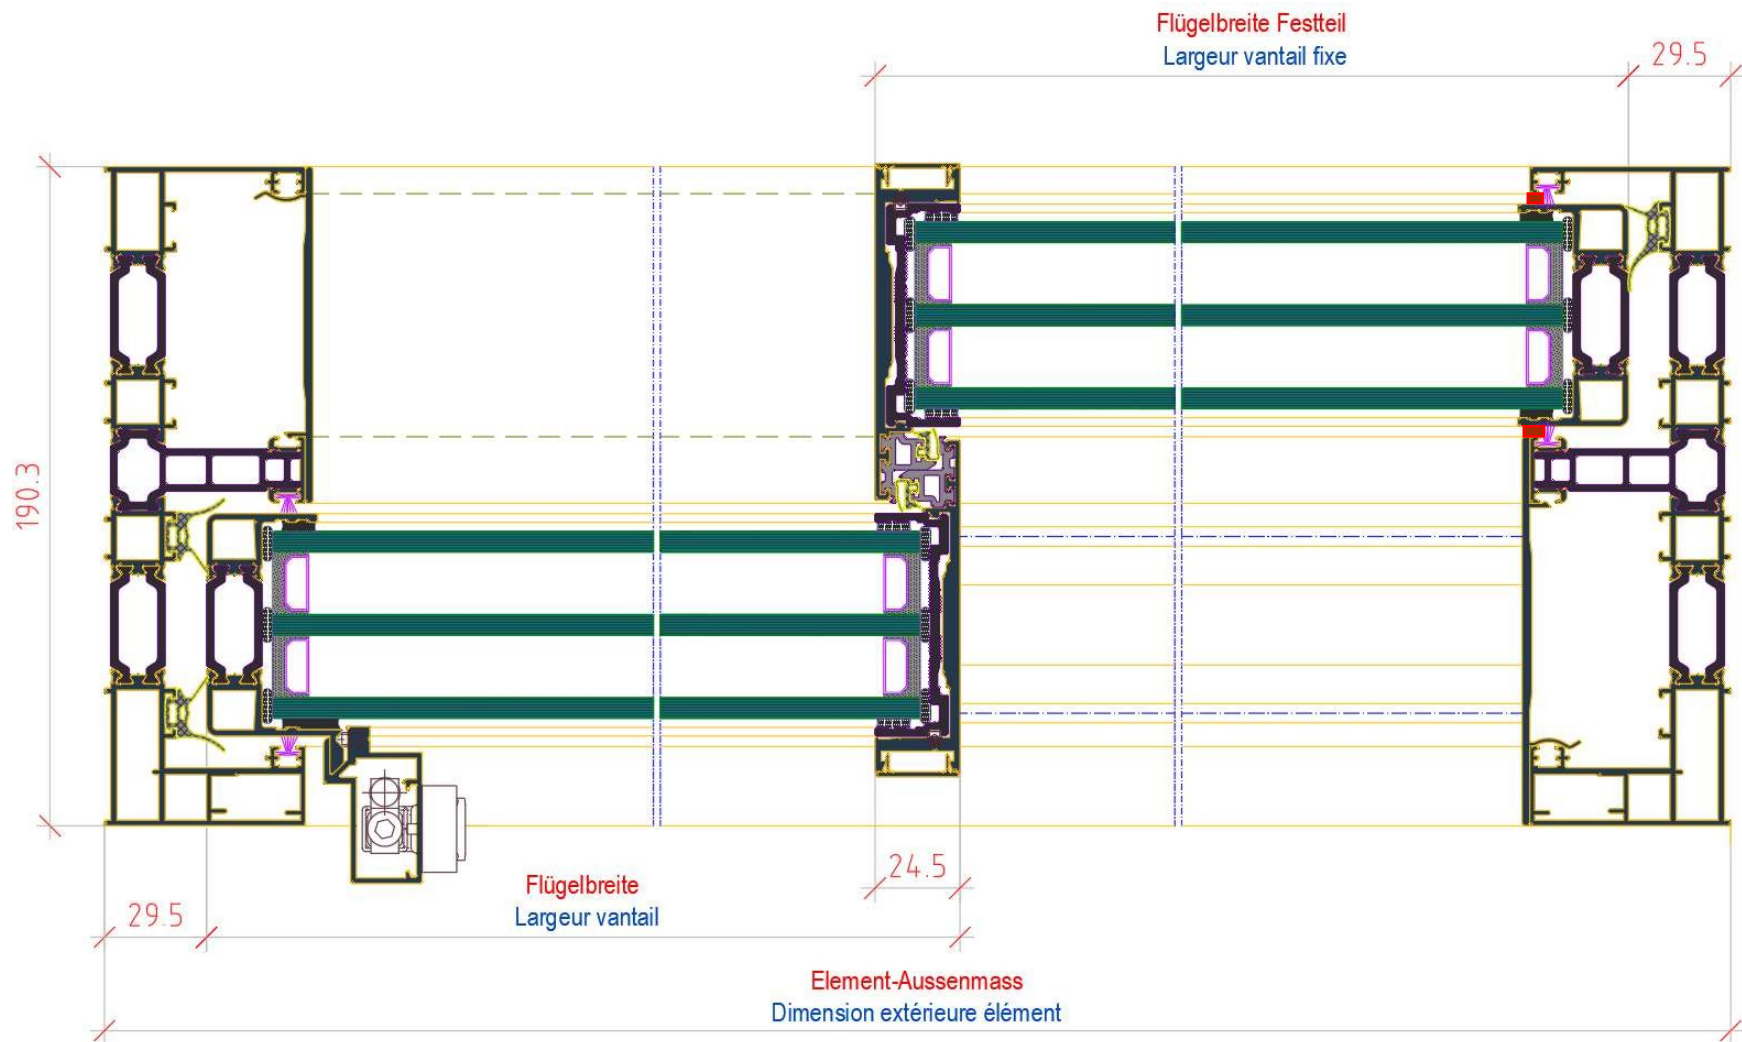 Flügelbreite Festteil
Largeur vantail fixe
29.5
190.3
24.5
Flügelbreite
Largeur vantail
29.5
Element-Aussenmass
Dimension extérieure élément